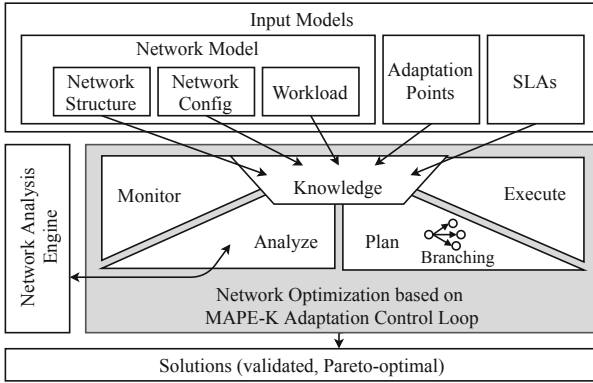 Input Models
Network Model
Network
Structure
Network
Config
Workload
Adaptation
Points
SLAs
Network Analysis
Engine
Monitor
Knowledge
Execute
Analyze
Plan
Branching
Network Optimization based on
MAPE-K Adaptation Control Loop
Solutions (validated, Pareto-optimal)